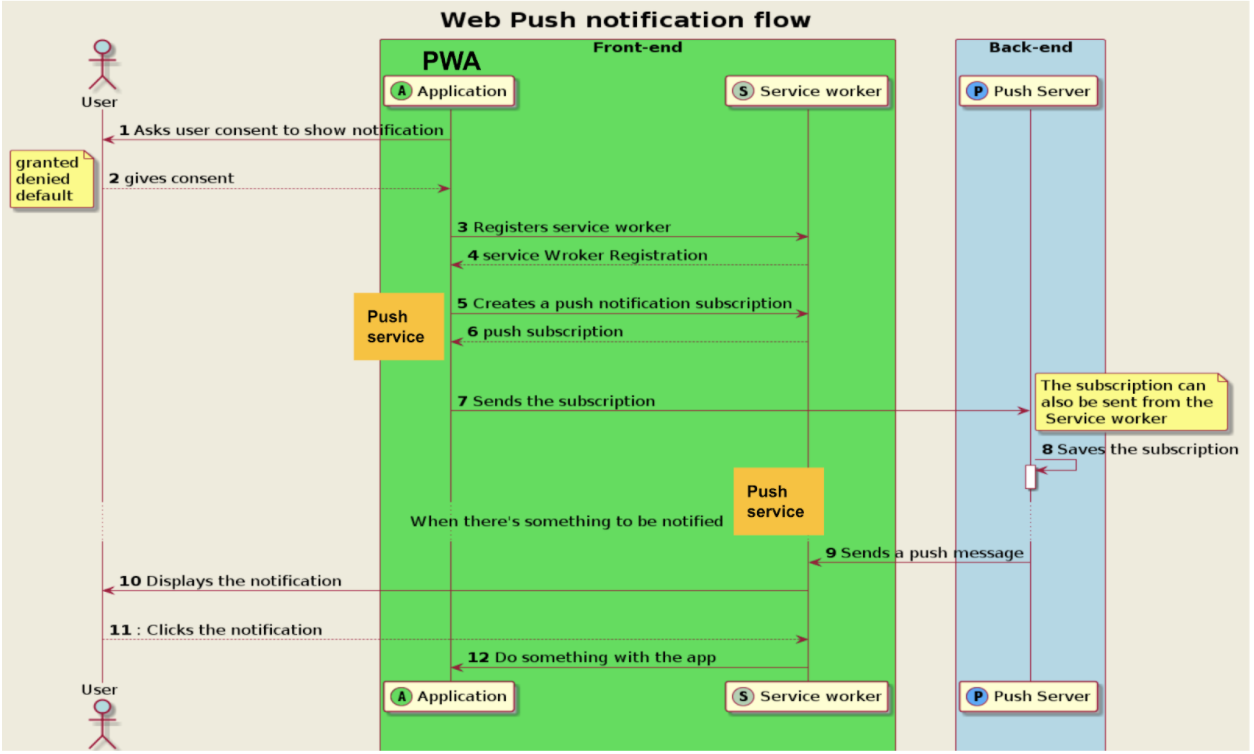 Web Push notification flow
Front-end
Back-end
PWA
User
A Application
S Service worker
P Push Server
1 Asks user consent to show notification
granted
denied
default
2 gives consent
3 Registers service worker
4 service Wroker Registration
Push
service
5 Creates a push notification subscription
6 push subscription
7 Sends the subscription
The subscription can
also be sent from the
Service worker
8 Saves the subscription
Push
service
When there's something to be notified
9 Sends a push message
10 Displays the notification
11 : Clicks the notification
12 Do something with the app
User
A Application
S Service worker
P Push Server